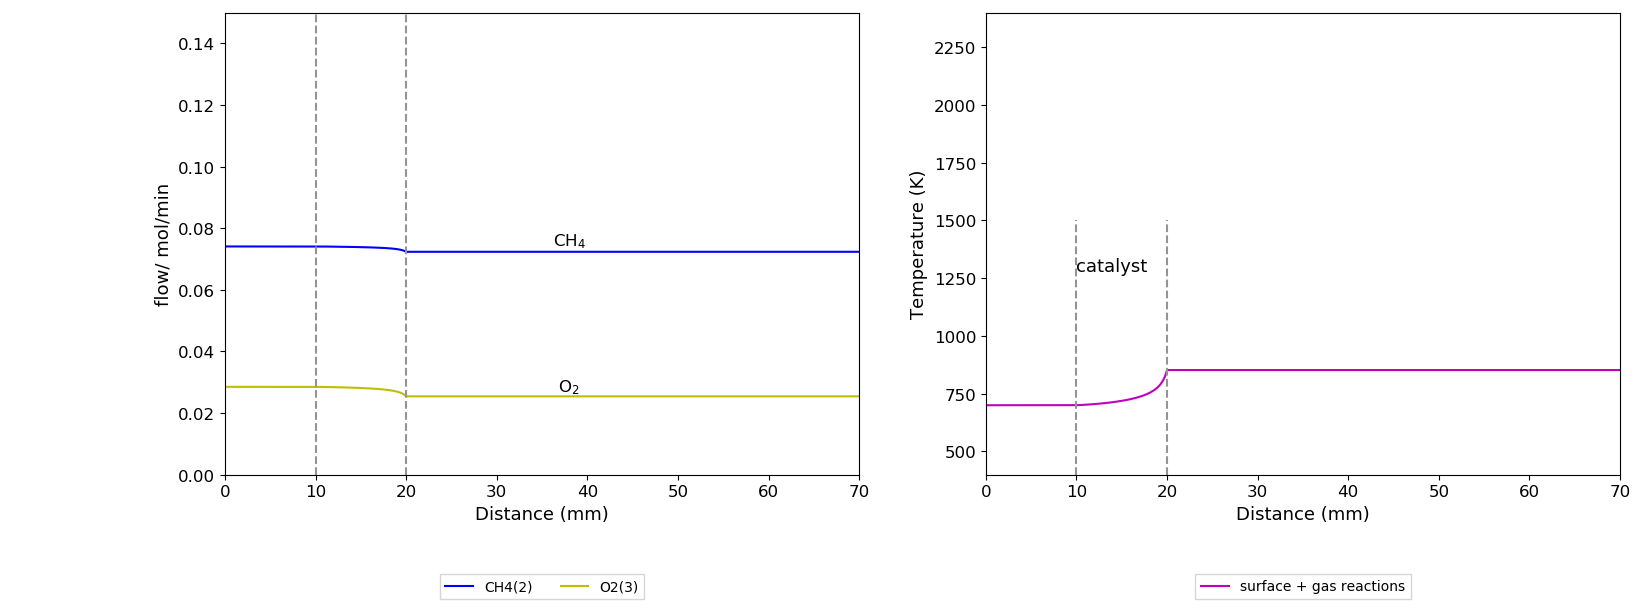 0.14
0.12
0.10
0.08
0.06
0.04
0.02
0.00
flow/ mol/min
CH₄
O₂
0 10 20 30 40 50 60 70
Distance (mm)
CH4(2) O2(3)
2250
2000
1750
1500
1250
1000
750
500
Temperature (K)
catalyst
0 10 20 30 40 50 60 70
Distance (mm)
surface + gas reactions